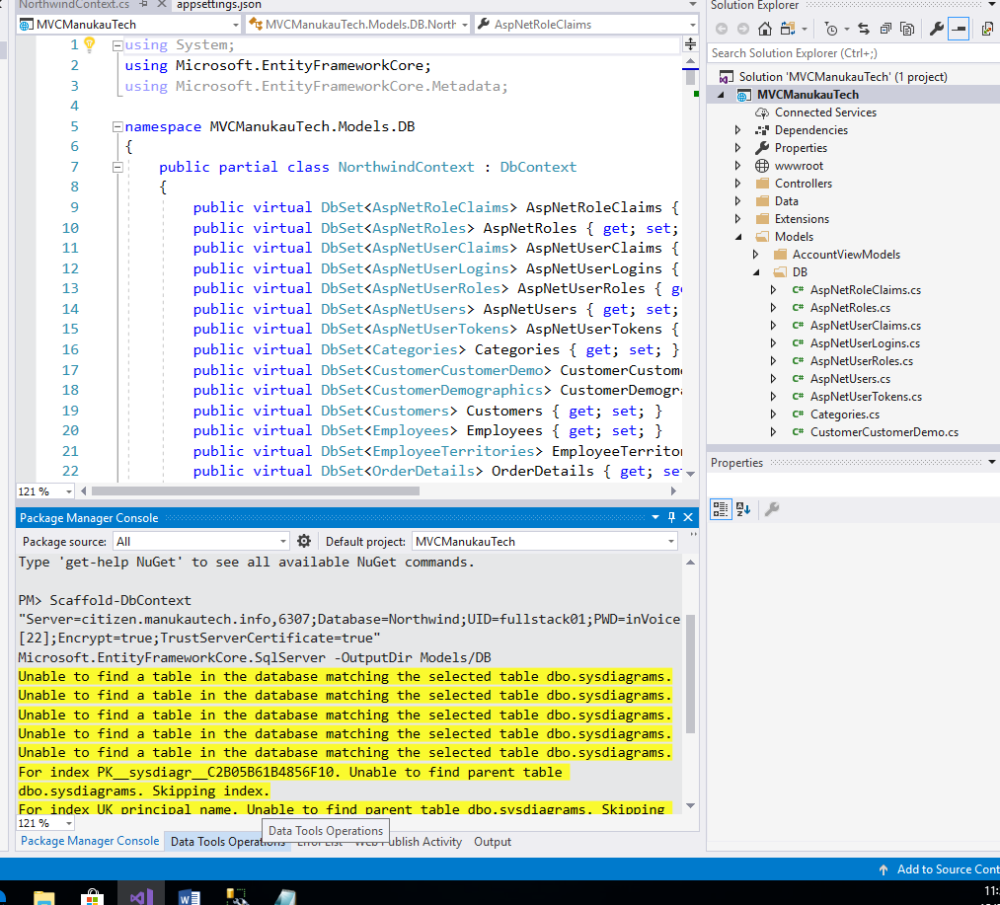 NorthwindContext.cs
appsettings.json
MVCManukauTech
MVCManukauTech.Models.DB.North
AspNetRoleClaims
1 using System;
2 using Microsoft.EntityFrameworkCore;
3 using Microsoft.EntityFrameworkCore.Metadata;
4
5 namespace MVCManukauTech.Models.DB
6 {
7 public partial class NorthwindContext : DbContext
8 {
9 public virtual DbSet<AspNetRoleClaims> AspNetRoleClaims {
10 public virtual DbSet<AspNetRoles> AspNetRoles { get; set;
11 public virtual DbSet<AspNetUserClaims> AspNetUserClaims {
12 public virtual DbSet<AspNetUserLogins> AspNetUserLogins {
13 public virtual DbSet<AspNetUserRoles> AspNetUserRoles { ge
14 public virtual DbSet<AspNetUsers> AspNetUsers { get; set;
15 public virtual DbSet<AspNetUserTokens> AspNetUserTokens {
16 public virtual DbSet<Categories> Categories { get; set; }
17 public virtual DbSet<CustomerCustomerDemo> CustomerCustome
18 public virtual DbSet<CustomerDemographics> CustomerDemogra
19 public virtual DbSet<Customers> Customers { get; set; }
20 public virtual DbSet<Employees> Employees { get; set; }
21 public virtual DbSet<EmployeeTerritories> EmployeeTerritor
22 public virtual DbSet<OrderDetails> OrderDetails { get; set
121 %
Package Manager Console
Package source: All
Default project: MVCManukauTech
Type 'get-help NuGet' to see all available NuGet commands.
PM> Scaffold-DbContext
"Server=citizen.manukautech.info,6307;Database=Northwind;UID=fullstack01;PWD=inVoice
[22];Encrypt=true;TrustServerCertificate=true"
Microsoft.EntityFrameworkCore.SqlServer -OutputDir Models/DB
Unable to find a table in the database matching the selected table dbo.sysdiagrams.
Unable to find a table in the database matching the selected table dbo.sysdiagrams.
Unable to find a table in the database matching the selected table dbo.sysdiagrams.
Unable to find a table in the database matching the selected table dbo.sysdiagrams.
Unable to find a table in the database matching the selected table dbo.sysdiagrams.
For index PK__sysdiagr__C2B05B61B4856F10. Unable to find parent table
dbo.sysdiagrams. Skipping index.
For index UK principal name. Unable to find parent table dbo.sysdiagrams. Skipping
121 %
Data Tools Operations
Package Manager Console
Data Tools Operations
Error List
Web Publish Activity
Output
Solution Explorer
Search Solution Explorer (Ctrl+;)
Solution 'MVCManukauTech' (1 project)
MVCManukauTech
Connected Services
Dependencies
Properties
wwwroot
Controllers
Data
Extensions
Models
AccountViewModels
DB
C# AspNetRoleClaims.cs
C# AspNetRoles.cs
C# AspNetUserClaims.cs
C# AspNetUserLogins.cs
C# AspNetUserRoles.cs
C# AspNetUsers.cs
C# AspNetUserTokens.cs
C# Categories.cs
C# CustomerCustomerDemo.cs
Properties
Add to Source Cont
11: